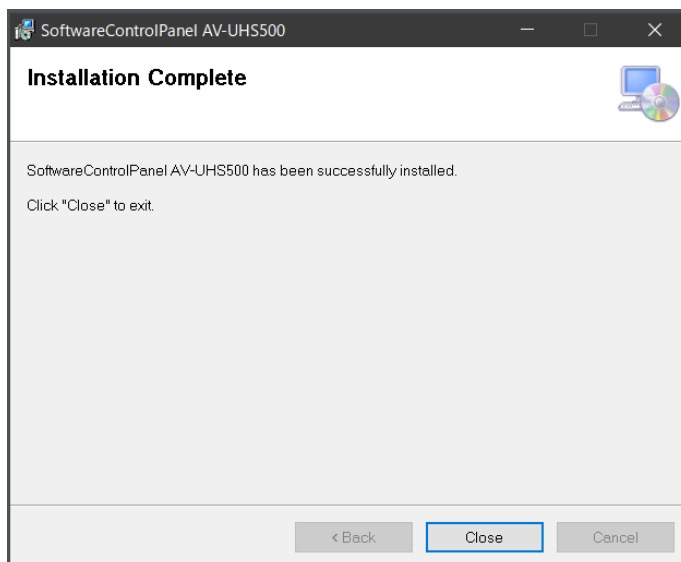 SoftwareControlPanel AV-UHS500
Installation Complete
SoftwareControlPanel AV-UHS500 has been successfully installed.
Click "Close" to exit.
< Back
Close
Cancel